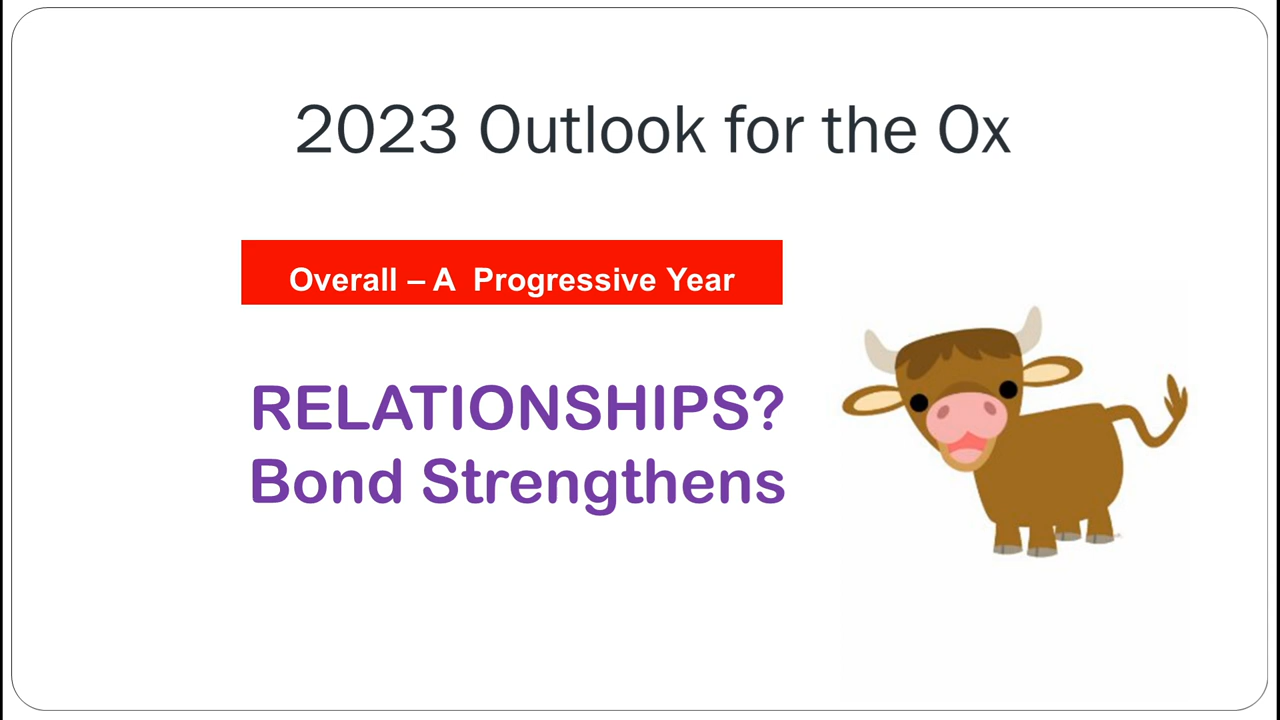 2023 Outlook for the Ox
Overall – A  Progressive Year
RELATIONSHIPS?
Bond Strengthens